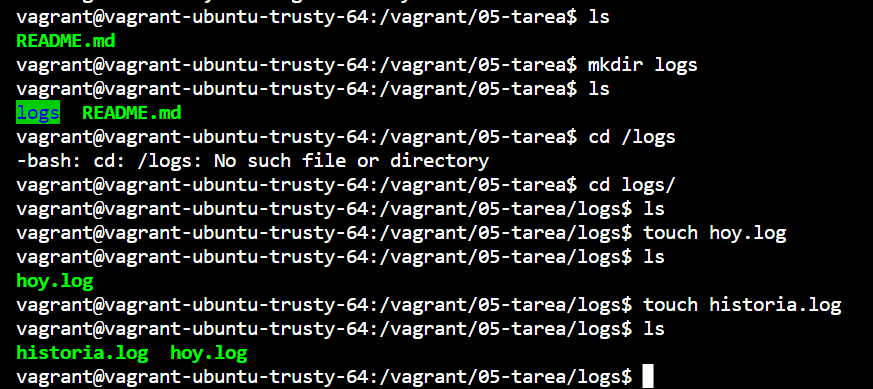 vagrant@vagrant-ubuntu-trusty-64:/vagrant/05-tarea$ ls
README.md
vagrant@vagrant-ubuntu-trusty-64:/vagrant/05-tarea$ mkdir logs
vagrant@vagrant-ubuntu-trusty-64:/vagrant/05-tarea$ ls
logs  README.md
vagrant@vagrant-ubuntu-trusty-64:/vagrant/05-tarea$ cd /logs
-bash: cd: /logs: No such file or directory
vagrant@vagrant-ubuntu-trusty-64:/vagrant/05-tarea$ cd logs/
vagrant@vagrant-ubuntu-trusty-64:/vagrant/05-tarea/logs$ ls
vagrant@vagrant-ubuntu-trusty-64:/vagrant/05-tarea/logs$ touch hoy.log
vagrant@vagrant-ubuntu-trusty-64:/vagrant/05-tarea/logs$ ls
hoy.log
vagrant@vagrant-ubuntu-trusty-64:/vagrant/05-tarea/logs$ touch historia.log
vagrant@vagrant-ubuntu-trusty-64:/vagrant/05-tarea/logs$ ls
historia.log  hoy.log
vagrant@vagrant-ubuntu-trusty-64:/vagrant/05-tarea/logs$